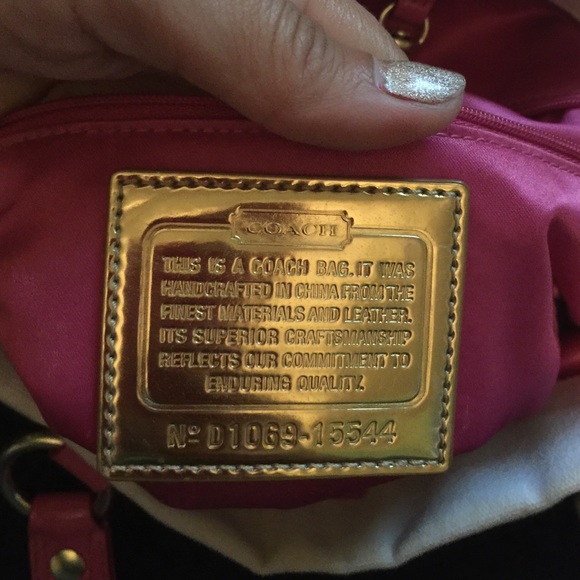 COACH
THIS IS A COACH BAG. IT WAS
HANDCRAFTED IN CHINA FROM THE
FINEST MATERIALS AND LEATHER.
ITS SUPERIOR CRAFTSMANSHIP
REFLECTS OUR COMMITMENT TO
ENDURING QUALITY.
Nº D1069-15544